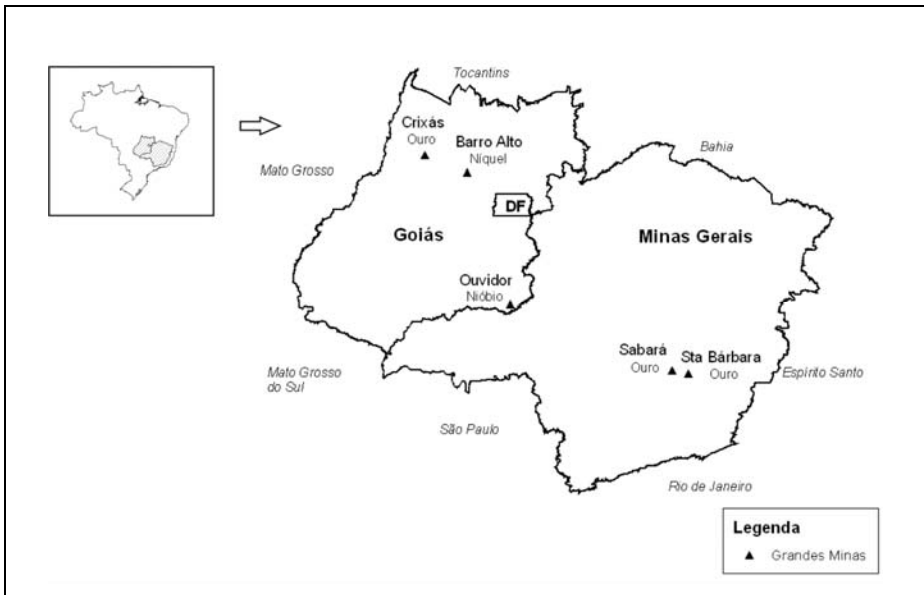 Tocantins
Crixás
Ouro
Barro Alto
Níquel
Mato Grosso
Bahia
DF
Goiás
Minas Gerais
Ouvidor
Nióbio
Sabará
Ouro
Sta Bárbara
Ouro
Mato Grosso
do Sul
Espírito Santo
São Paulo
Rio de Janeiro
Legenda
▲ Grandes Minas